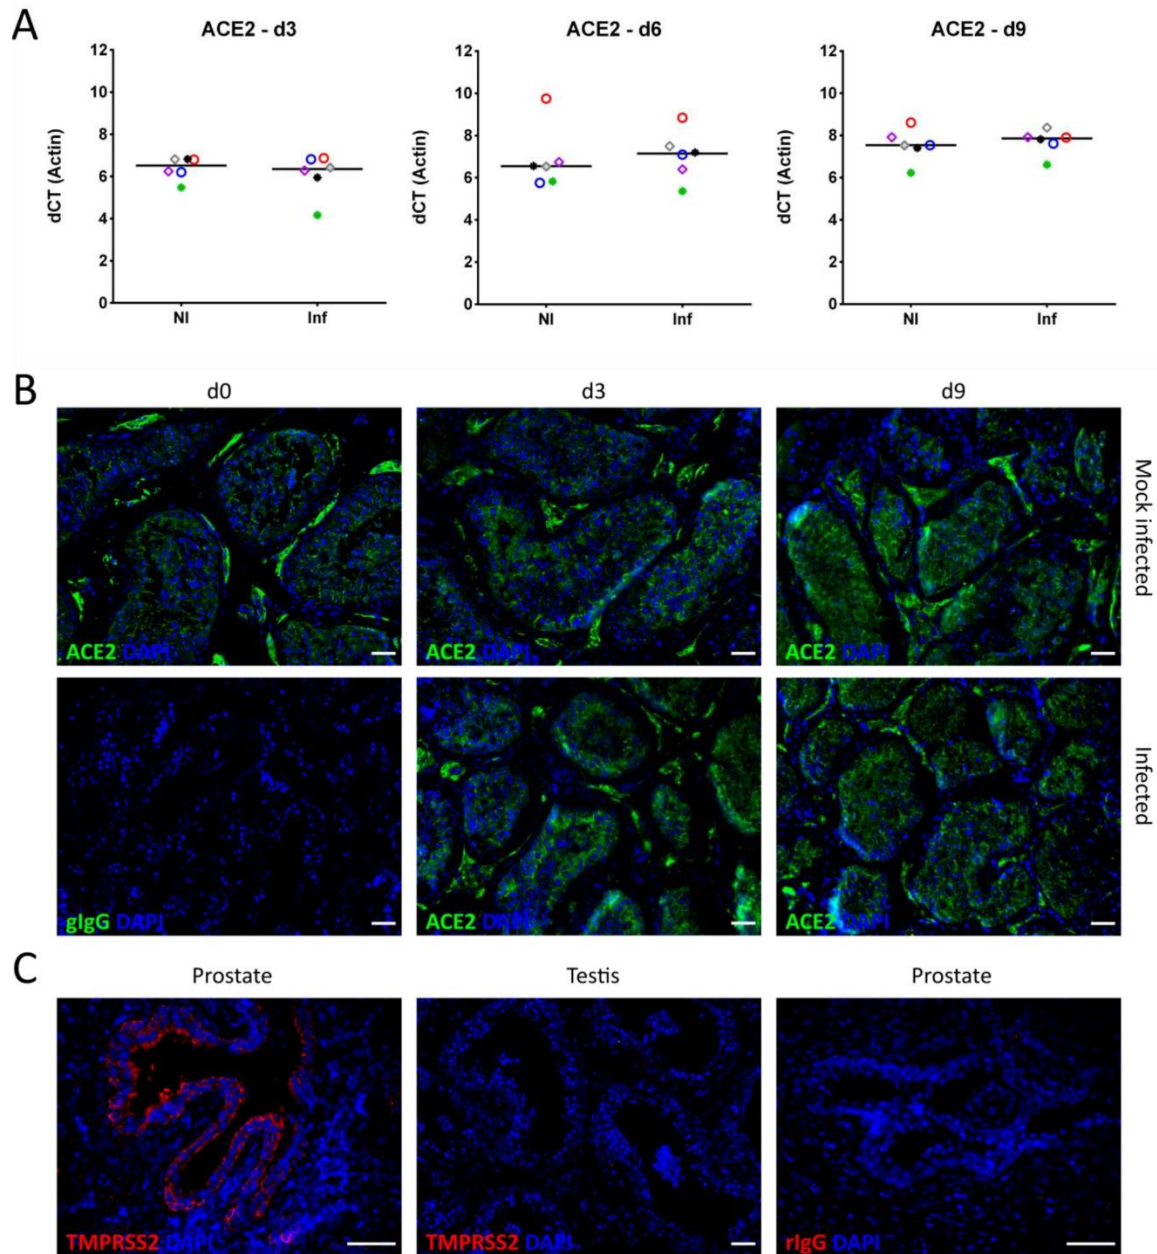 A
ACE2 - d3
ACE2 - d6
ACE2 - d9
dCT (Actin)
12
10
8
6
4
2
0
NI
Inf
dCT (Actin)
12
10
8
6
4
2
0
NI
Inf
dCT (Actin)
12
10
8
6
4
2
0
NI
Inf
B
d0
d3
d9
ACE2 DAPI
ACE2 DAPI
ACE2 DAPI
Mock infected
gIgG DAPI
ACE2 DAPI
ACE2 DAPI
Infected
C
Prostate
Testis
Prostate
TMPRSS2 DAPI
TMPRSS2 DAPI
rIgG DAPI